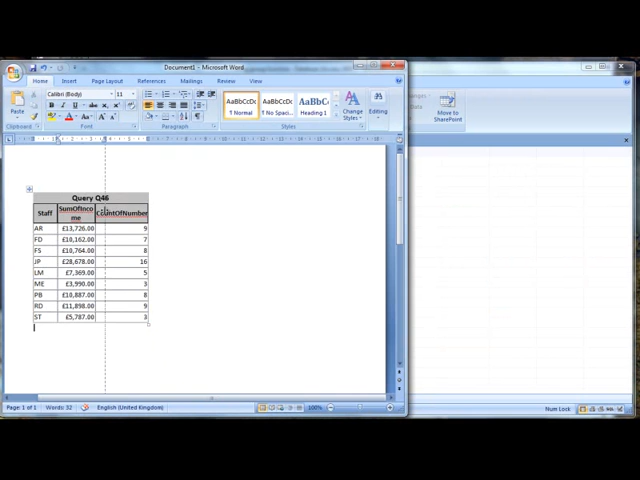 Document1 - Microsoft Word
Home Insert Page Layout References Mailings Review View
Paste
Calibri (Body) 11
AaBbCcDc AaBbCcDc AaBbC
¶ Normal ¶ No Spaci... Heading 1
Change Styles
Editing
Clipboard Font Paragraph Styles
Move to SharePoint
Query Q46
Staff SumOfIncome CountOfNumber
AR £13,726.00 9
FD £10,162.00 7
FS £10,764.00 8
JP £28,678.00 16
LM £7,369.00 5
ME £3,990.00 3
PB £10,887.00 8
RD £11,898.00 9
ST £5,787.00 3
Page: 1 of 1 Words: 32 English (United Kingdom) 100%
Num Lock